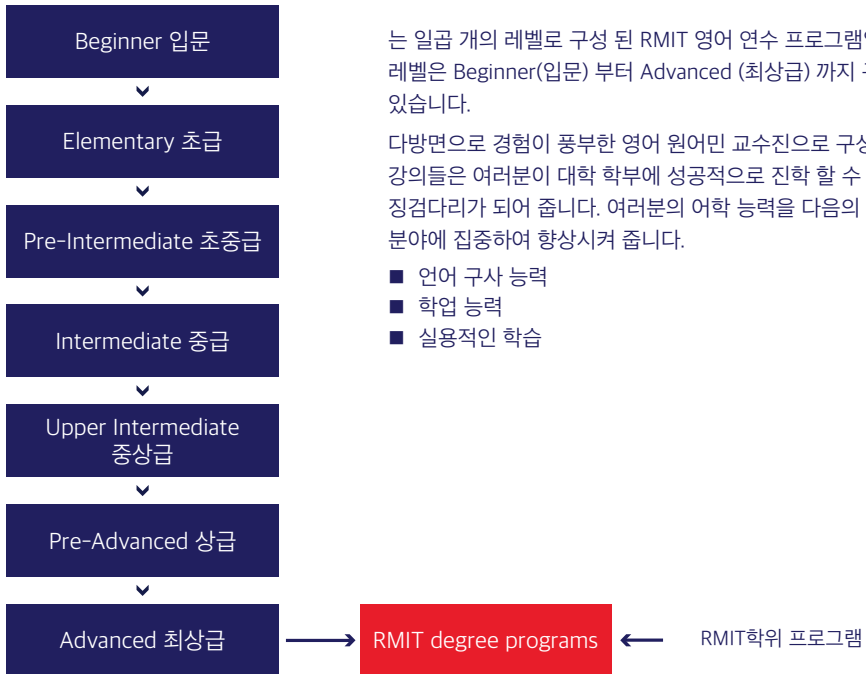 Beginner 입문
Elementary 초급
Pre-Intermediate 초중급
Intermediate 중급
Upper Intermediate
중상급
Pre-Advanced 상급
Advanced 최상급
RMIT degree programs
RMIT학위 프로그램
는 일곱 개의 레벨로 구성 된 RMIT 영어 연수 프로그램
레벨은 Beginner(입문) 부터 Advanced (최상급) 까지
있습니다.
다방면으로 경험이 풍부한 영어 원어민 교수진으로
강의들은 여러분이 대학 학부에 성공적으로 진학 할 수
징검다리가 되어 줍니다. 여러분의 어학 능력을 다음의
분야에 집중하여 향상시켜 줍니다.
■ 언어 구사 능력
■ 학업 능력
■ 실용적인 학습